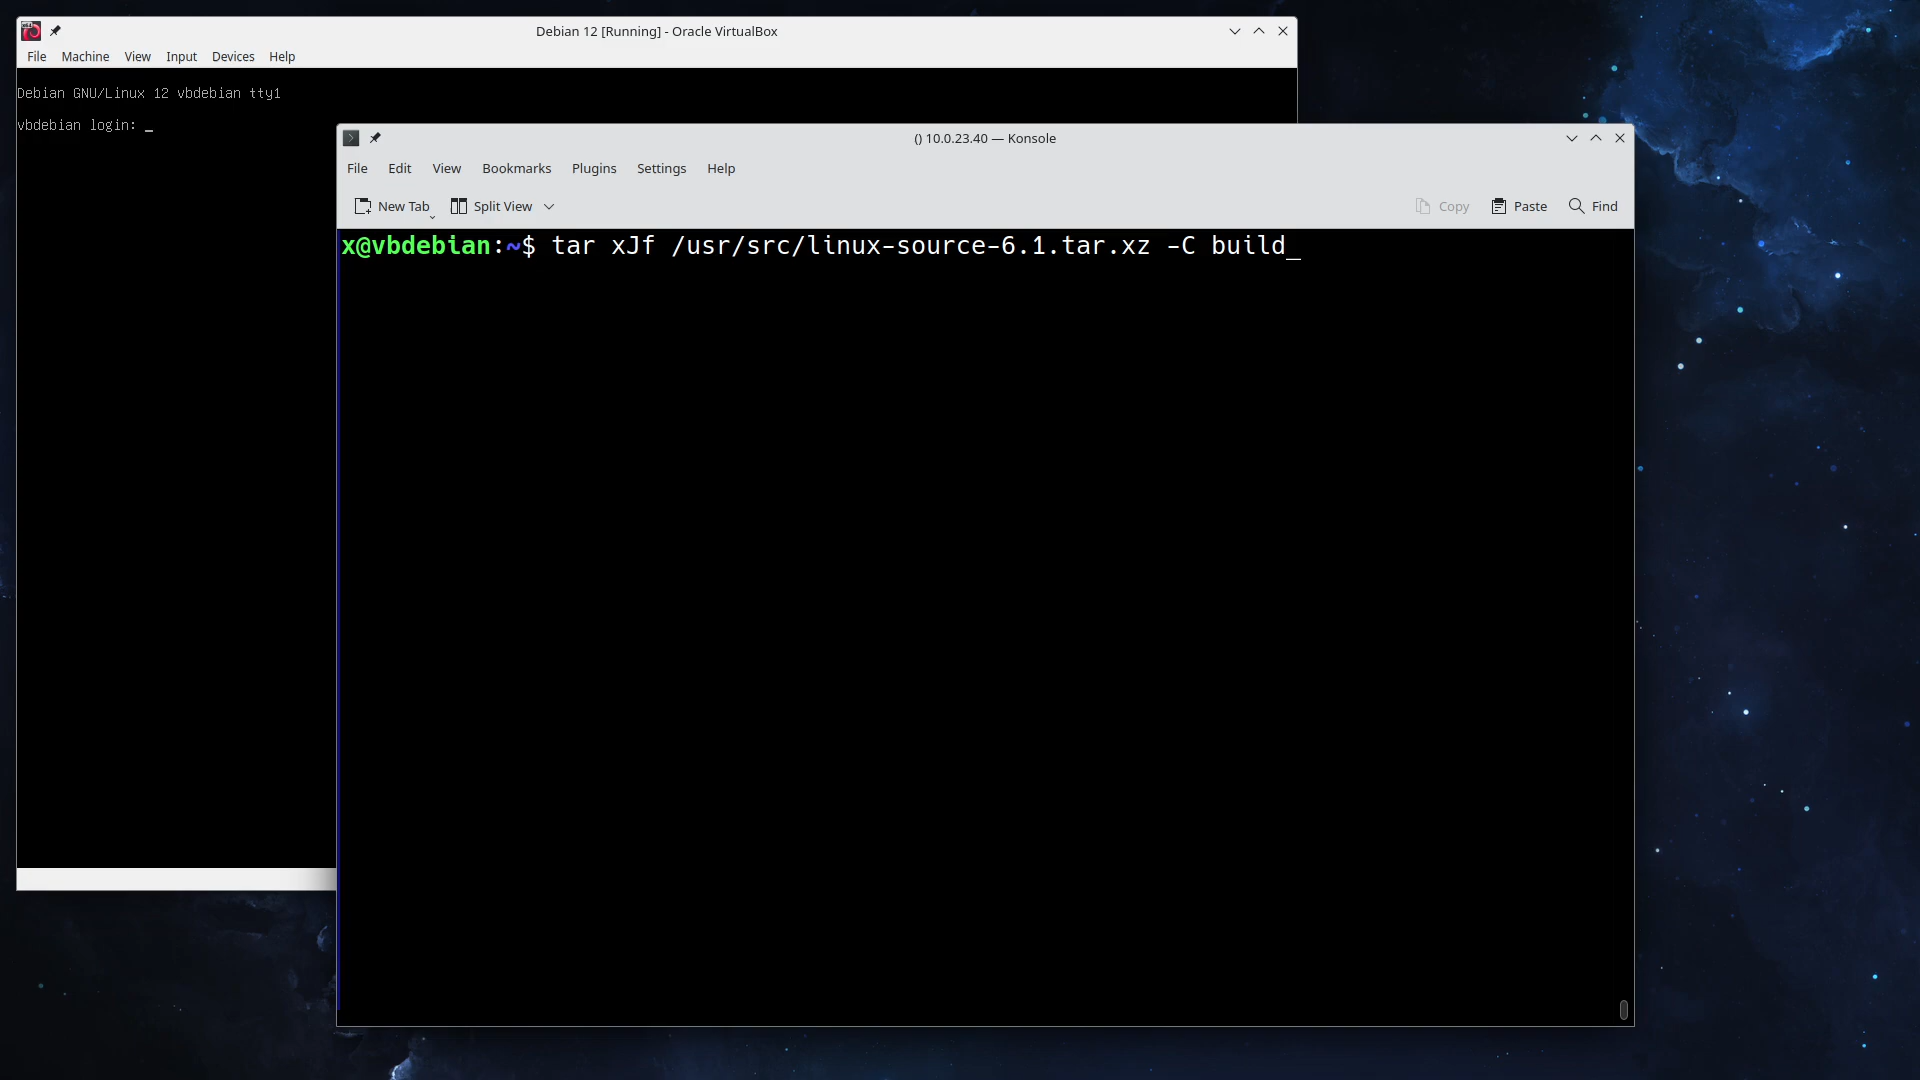 Debian 12 [Running] - Oracle VirtualBox
File Machine View Input Devices Help
Debian GNU/Linux 12 vbdebian tty1
vbdebian login: _
() 10.0.23.40 — Konsole
File Edit View Bookmarks Plugins Settings Help
New Tab Split View Copy Paste Find
x@vbdebian:~$ tar xJf /usr/src/linux-source-6.1.tar.xz -C build_